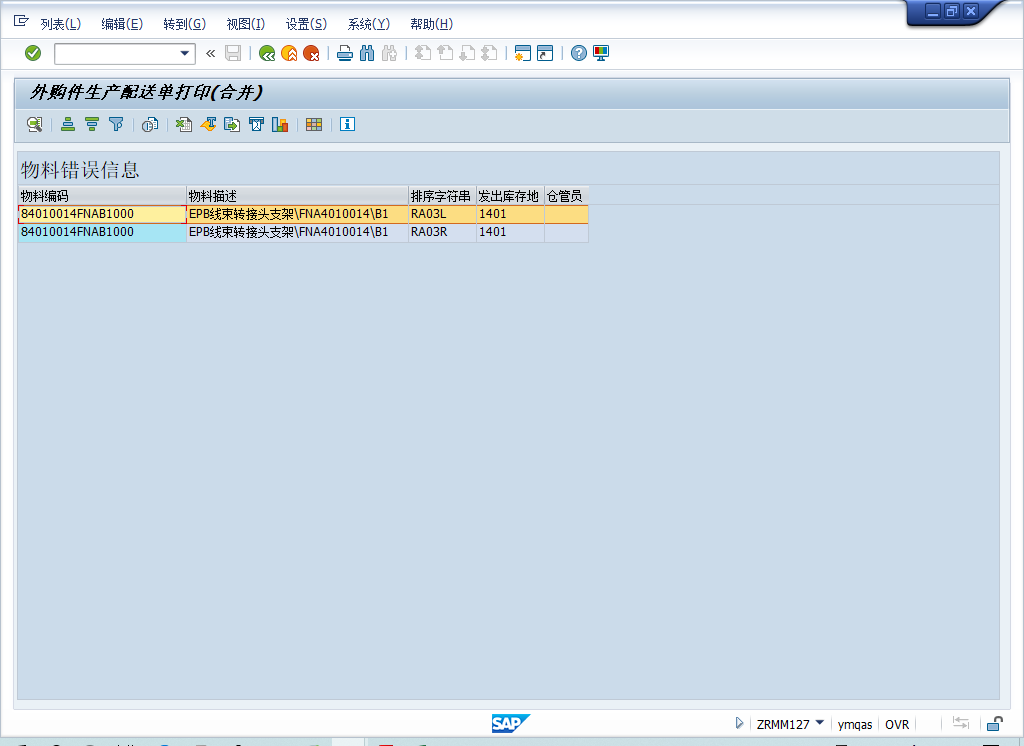 列表(L) 编辑(E) 转到(G) 视图(I) 设置(S) 系统(Y) 帮助(H)
外购件生产配送单打印(合并)
物料错误信息
物料编码 物料描述 排序字符串 发出库存地 仓管员
84010014FNAB1000 EPB线束转接头支架\FNA4010014\B1 RA03L 1401
84010014FNAB1000 EPB线束转接头支架\FNA4010014\B1 RA03R 1401
SAP ZRMM127 ymqas OVR